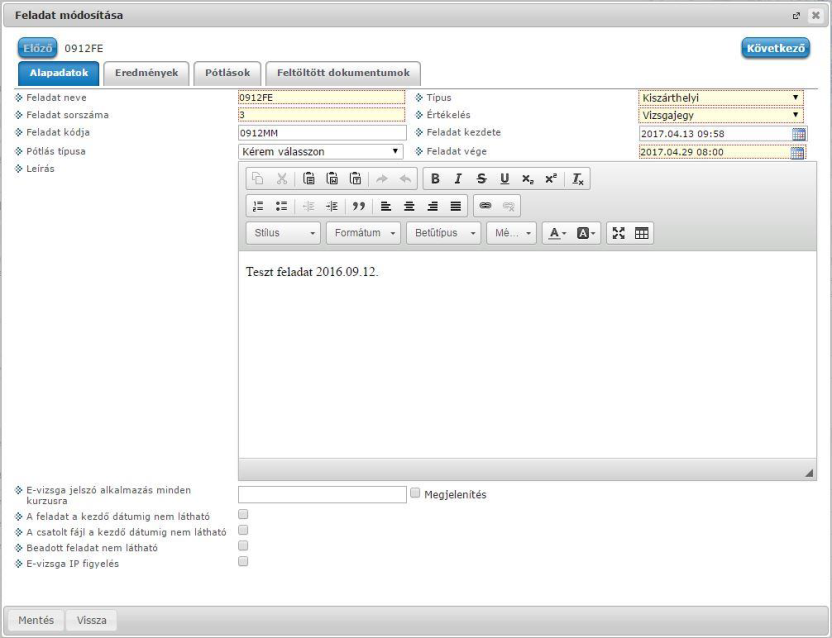 Feladat módosítása
Előző 0912FE Következő
Alapadatok Eredmények Pótlások Feltöltött dokumentumok
Feladat neve 0912FE Típus Kiszárthelyi
Feladat sorszáma 3 Értékelés Vizsgajegy
Feladat kódja 0912MM Feladat kezdete 2017.04.13 09:58
Pótlás típusa Kérem válasszon Feladat vége 2017.04.29 08:00
Leírás
B I S U x₂ x² Tx
Stílus Formátum Betűtípus Mé... A A
Teszt feladat 2016.09.12.
E-vizsga jelszó alkalmazás minden
kurzusra
Megjelenítés
A feladat a kezdő dátumig nem látható
A csatolt fájl a kezdő dátumig nem látható
Beadott feladat nem látható
E-vizsga IP figyelés
Mentés Vissza